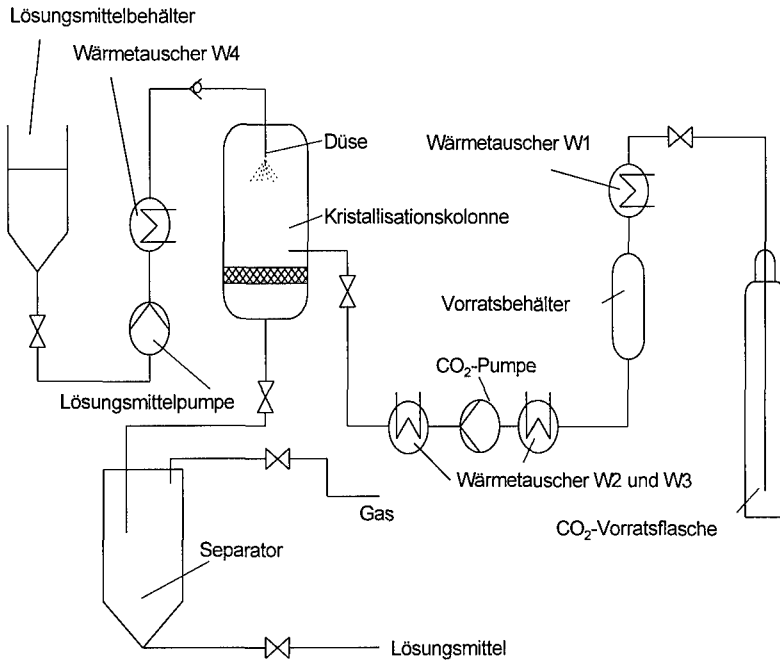 Lösungsmittelbehälter
Wärmetauscher W4
Düse
Wärmetauscher W1
Kristallisationskolonne
Vorratsbehälter
CO₂-Pumpe
Lösungsmittelpumpe
Wärmetauscher W2 und W3
Gas
CO₂-Vorratsflasche
Separator
Lösungsmittel